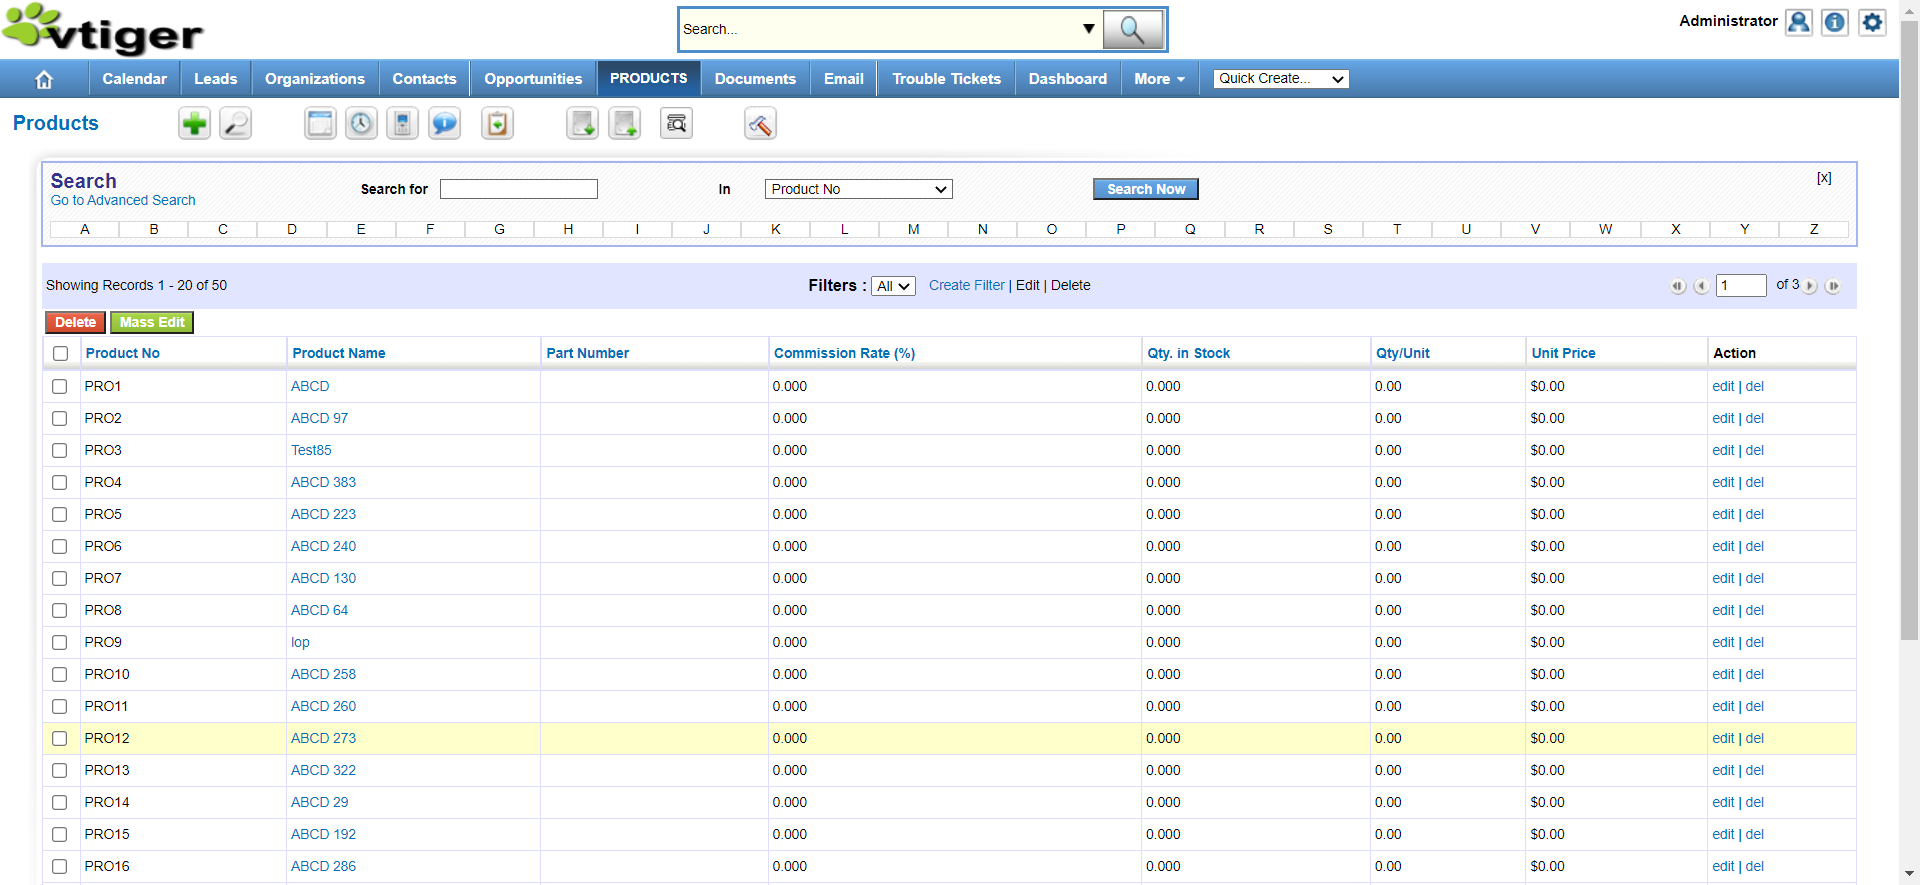 vtiger
Search...
Administrator
Calendar Leads Organizations Contacts Opportunities PRODUCTS Documents Email Trouble Tickets Dashboard More Quick Create...
Products
Search
Go to Advanced Search
Search for In Product No Search Now [x]
A B C D E F G H I J K L M N O P Q R S T U V W X Y Z
Showing Records 1 - 20 of 50 Filters : All Create Filter | Edit | Delete 1 of 3
Delete Mass Edit
Product No Product Name Part Number Commission Rate (%) Qty. in Stock Qty/Unit Unit Price Action
PRO1 ABCD 0.000 0.000 0.00 $0.00 edit | del
PRO2 ABCD 97 0.000 0.000 0.00 $0.00 edit | del
PRO3 Test85 0.000 0.000 0.00 $0.00 edit | del
PRO4 ABCD 383 0.000 0.000 0.00 $0.00 edit | del
PRO5 ABCD 223 0.000 0.000 0.00 $0.00 edit | del
PRO6 ABCD 240 0.000 0.000 0.00 $0.00 edit | del
PRO7 ABCD 130 0.000 0.000 0.00 $0.00 edit | del
PRO8 ABCD 64 0.000 0.000 0.00 $0.00 edit | del
PRO9 lop 0.000 0.000 0.00 $0.00 edit | del
PRO10 ABCD 258 0.000 0.000 0.00 $0.00 edit | del
PRO11 ABCD 260 0.000 0.000 0.00 $0.00 edit | del
PRO12 ABCD 273 0.000 0.000 0.00 $0.00 edit | del
PRO13 ABCD 322 0.000 0.000 0.00 $0.00 edit | del
PRO14 ABCD 29 0.000 0.000 0.00 $0.00 edit | del
PRO15 ABCD 192 0.000 0.000 0.00 $0.00 edit | del
PRO16 ABCD 286 0.000 0.000 0.00 $0.00 edit | del